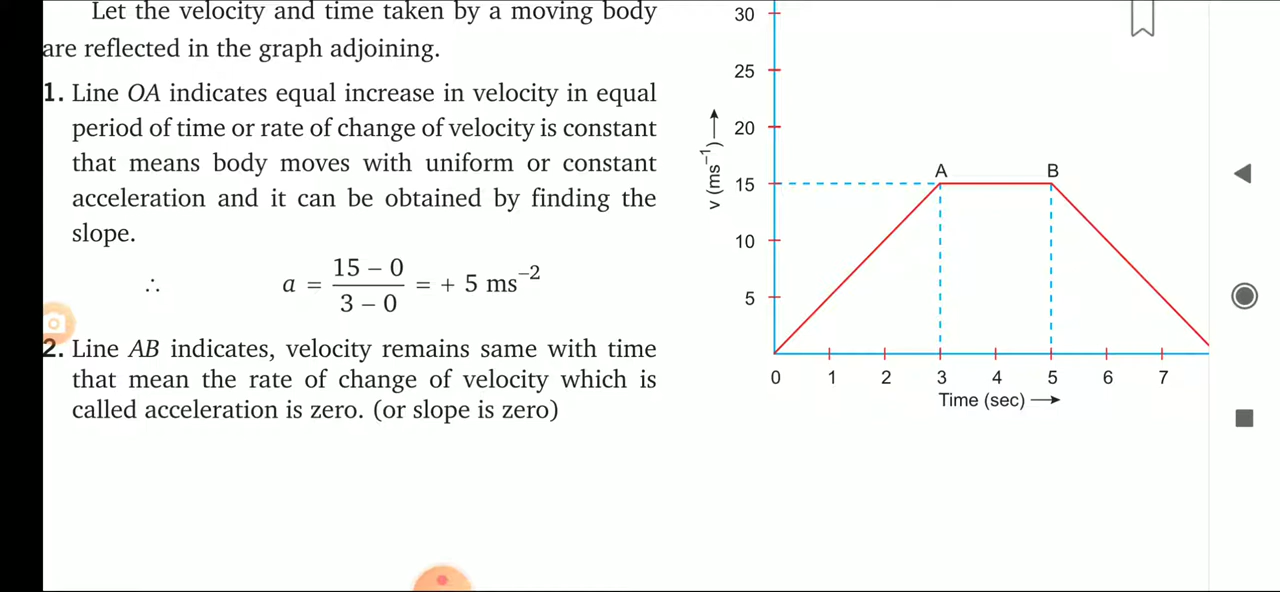 Let the velocity and time taken by a moving body
are reflected in the graph adjoining.
1. Line OA indicates equal increase in velocity in equal
period of time or rate of change of velocity is constant
that means body moves with uniform or constant
acceleration and it can be obtained by finding the
slope.
∴ a = (15 – 0)/(3 – 0) = + 5 ms⁻²
2. Line AB indicates, velocity remains same with time
that mean the rate of change of velocity which is
called acceleration is zero. (or slope is zero)
30
25
20
15
10
5
v (ms⁻¹)
A
B
0 1 2 3 4 5 6 7
Time (sec)